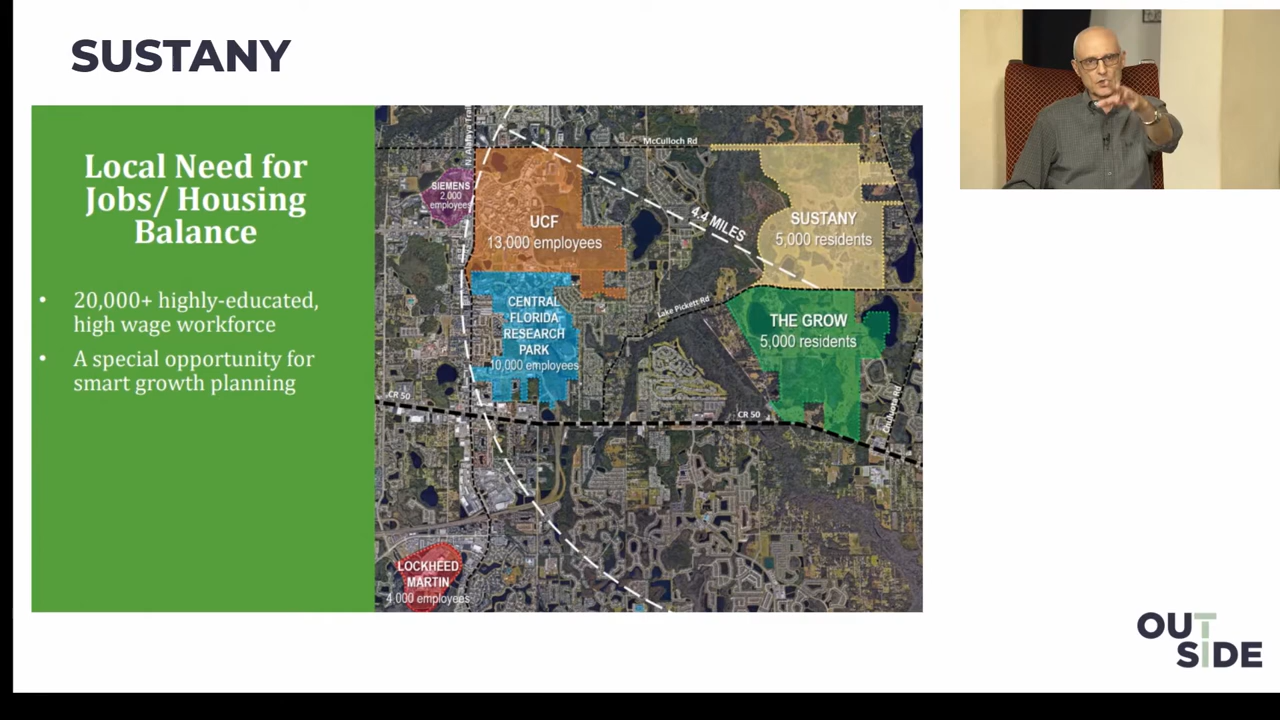 SUSTANY
Local Need for
Jobs/ Housing
Balance
• 20,000+ highly-educated,
high wage workforce
• A special opportunity for
smart growth planning
McCulloch Rd
SIEMENS
2,000
employees
UCF
13,000 employees
4.4 MILES
SUSTANY
5,000 residents
CENTRAL
FLORIDA
RESEARCH
PARK
10,000 employees
Lake Pickett Rd
THE GROW
5,000 residents
CR 50
CR 50
LOCKHEED
MARTIN
4,000 employees
OUT
SIDE